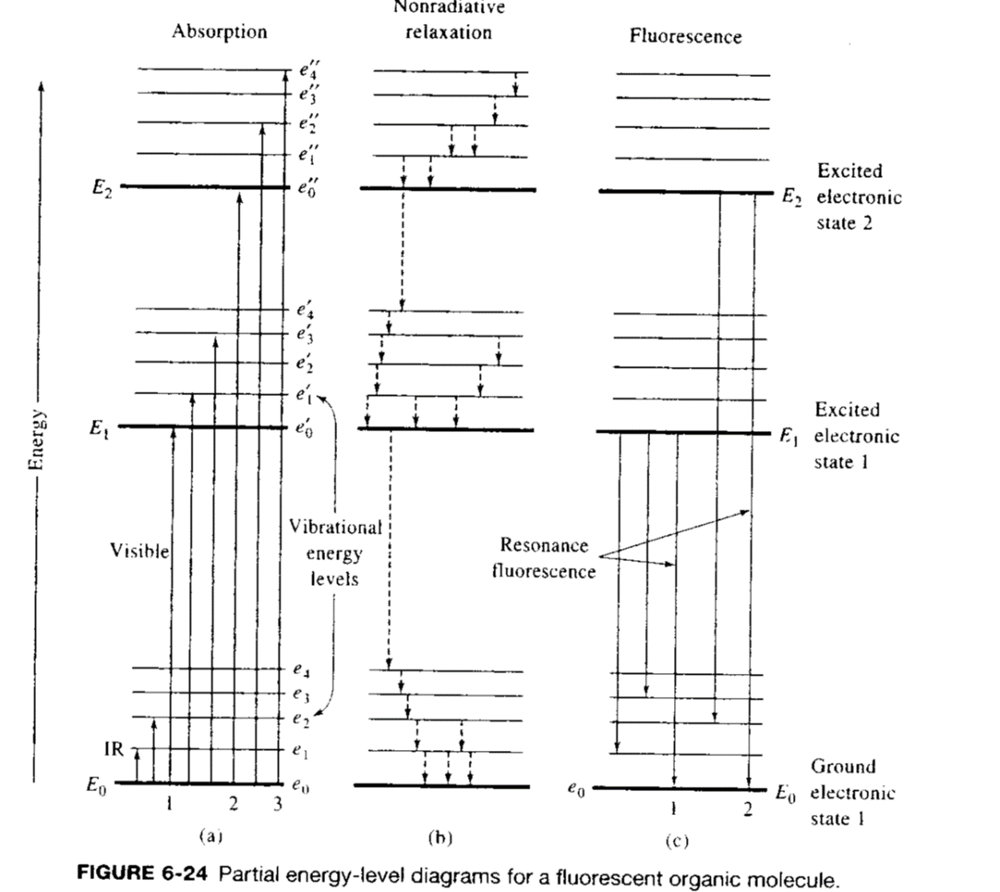 Absorption
Nonradiative
relaxation
Fluorescence
e₄″
e₃″
e₂″
e₁″
E₂ e₀″
E₂
Excited
electronic
state 2
e₄′
e₃′
e₂′
e₁′
E₁ e₀′
E₁
Excited
electronic
state 1
Energy
Visible
Vibrational
energy
levels
Resonance
fluorescence
e₄
e₃
e₂
IR e₁
E₀ e₀
e₀ E₀
Ground
electronic
state 1
1 2 3
1 2
(a) (b) (c)
FIGURE 6-24 Partial energy-level diagrams for a fluorescent organic molecule.